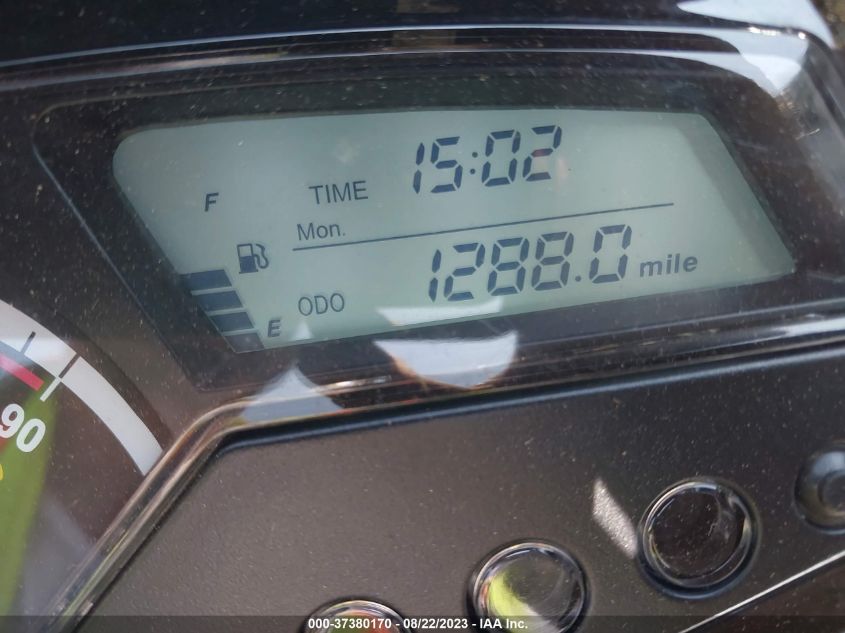 15:02
F TIME
Mon.
1288.0 mile
ODO
E
90
000-37380170 - 08/22/2023 - IAA Inc.